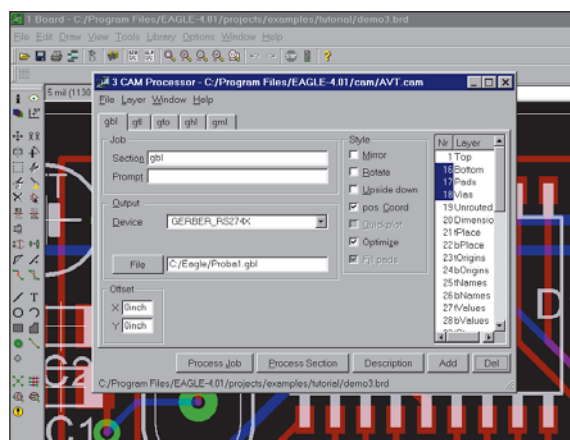 1 Board - C:/Program Files/EAGLE-4.01/projects/examples/tutorial/demo3.brd
File Edit Draw View Tools Library Options Window Help
5 mil (1130
3 CAM Processor - C:/Program Files/EAGLE-4.01/cam/AVT.cam
File Layer Window Help
gbl gtl gto ghl gml
Job
Section gbl
Prompt
Output
Device GERBER_RS274X
File C:/Eagle/Proba1.gbl
Offset
X 0inch
Y 0inch
Style
Mirror
Rotate
Upside down
pos. Coord
Quickplot
Optimize
Fill pads
Nr Layer
1 Top
16 Bottom
17 Pads
18 Vias
19 Unrouted
20 Dimensio
21 tPlace
22 bPlace
23 tOrigins
24 bOrigins
25 tNames
26 bNames
27 tValues
28 bValues
Process Job Process Section Description Add Del
C:/Program Files/EAGLE-4.01/projects/examples/tutorial/demo3.brd
C2
C1
D